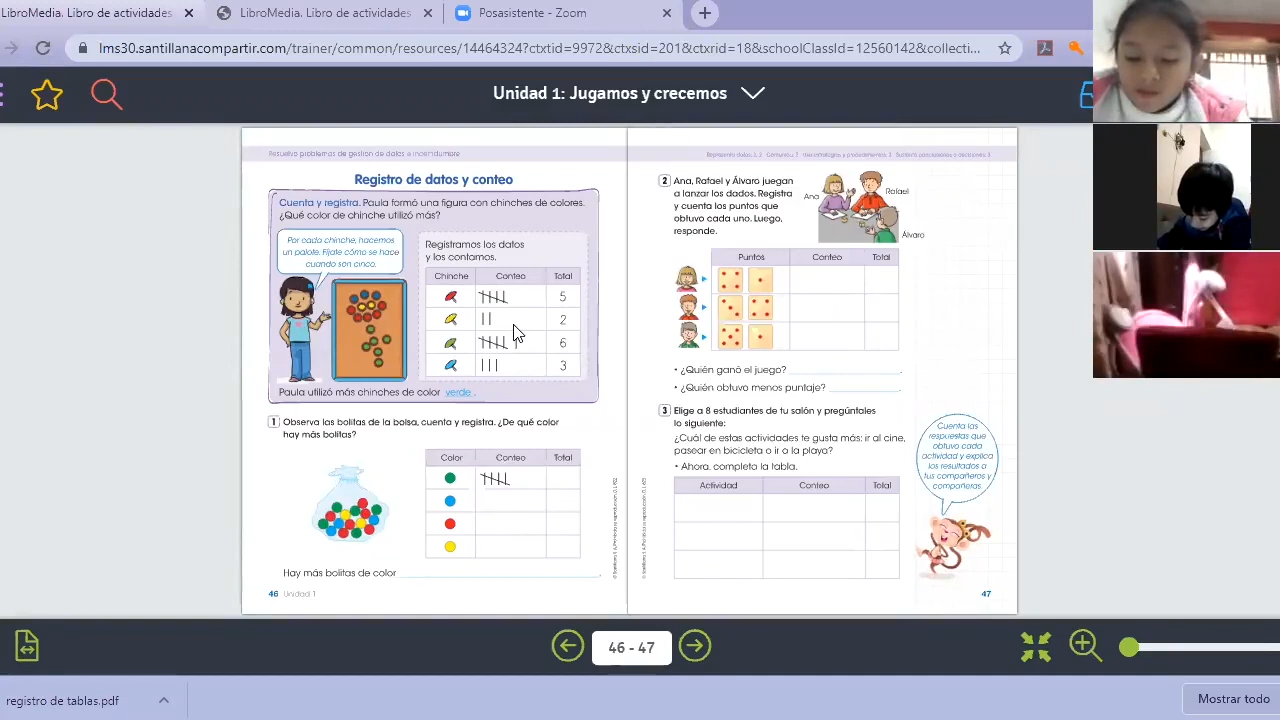 LibroMedia. Libro de actividades
LibroMedia. Libro de actividades
Posasistente - Zoom
lms30.santillanacompartir.com/trainer/common/resources/14464324?ctxtid=9972&ctxsid=201&ctxrid=18&schoolClassId=12560142&collecti...
Unidad 1: Jugamos y crecemos
Resuelve problemas de gestión de datos e incertidumbre
Registro de datos y conteo
Cuenta y registra. Paula formó una figura con chinches de colores.
¿Qué color de chinche utilizó más?
Por cada chinche, hacemos
un palote. Fíjate cómo se hace
cuando son cinco.
Registramos los datos
y los contamos.
Chinche Conteo Total
5
2
6
3
Paula utilizó más chinches de color verde.
1 Observa las bolitas de la bolsa, cuenta y registra. ¿De qué color
hay más bolitas?
Color Conteo Total
Hay más bolitas de color
46 Unidad 1
2 Ana, Rafael y Álvaro juegan
a lanzar los dados. Registra
y cuenta los puntos que
obtuvo cada uno. Luego,
responde.
Ana
Rafael
Álvaro
Puntos Conteo Total
• ¿Quién ganó el juego?
• ¿Quién obtuvo menos puntaje?
3 Elige a 8 estudiantes de tu salón y pregúntales
lo siguiente:
¿Cuál de estas actividades te gusta más: ir al cine,
pasear en bicicleta o ir a la playa?
• Ahora, completa la tabla.
Actividad Conteo Total
Cuenta las
respuestas que
obtuvo cada
actividad y explica
los resultados a
tus compañeros y
compañeras
47
46 - 47
registro de tablas.pdf
Mostrar todo